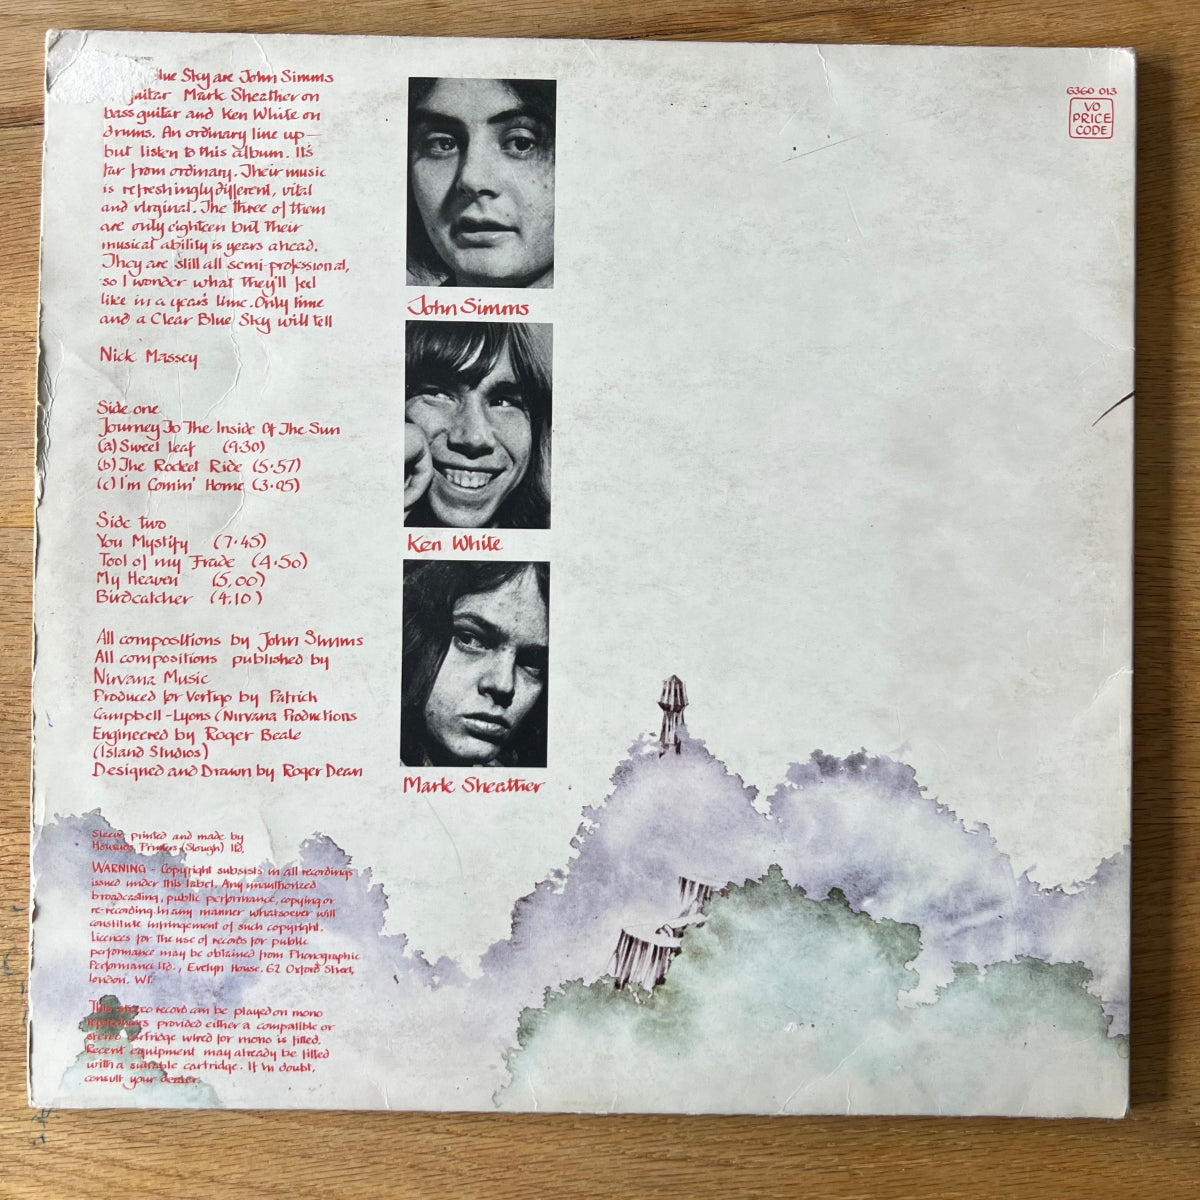 lue Sky are John Simms
guitar Mark Sheather on
bass guitar and Ken White on
drums. An ordinary line up—
but listen to this album. It's
far from ordinary. Their music
is refreshingly different, vital
and virginal. The three of them
are only eighteen but their
musical ability is years ahead.
They are still all semi-professional,
so I wonder what they'll feel
like in a year's time. Only time
and a Clear Blue Sky will tell
Nick Massey
Side one
Journey To The Inside Of The Sun
(a) Sweet leaf (9·30)
(b) The Rocket Ride (5·57)
(c) I'm Comin' Home (3·05)
Side two
You Mystify (7·45)
Tool of my Trade (4·50)
My Heaven (5,00)
Birdcatcher (4,10)
All compositions by John Simms
All compositions published by
Nirvana Music
Produced for Vertigo by Patrick
Campbell-Lyons (Nirvana Productions
Engineered by Roger Beale
(Island Studios)
Designed and Drawn by Roger Dean
Sleeve printed and made by
Howards Printers (Slough) ltd.
WARNING - Copyright subsists in all recordings
issued under this label. Any unauthorized
broadcasting, public performance, copying or
re-recording in any manner whatsoever will
constitute infringement of such copyright.
Licences for the use of records for public
performance may be obtained from Phonographic
Performance ltd., Evelyn House, 62 Oxford Street,
london. W1.
This stereo record can be played on mono
reproducers provided either a compatible or
stereo cartridge wired for mono is fitted.
Recent equipment may already be fitted
with a suitable cartridge. If in doubt,
consult your dealer.
John Simms
Ken White
Mark Sheather
6360 013
VO
PRICE
CODE